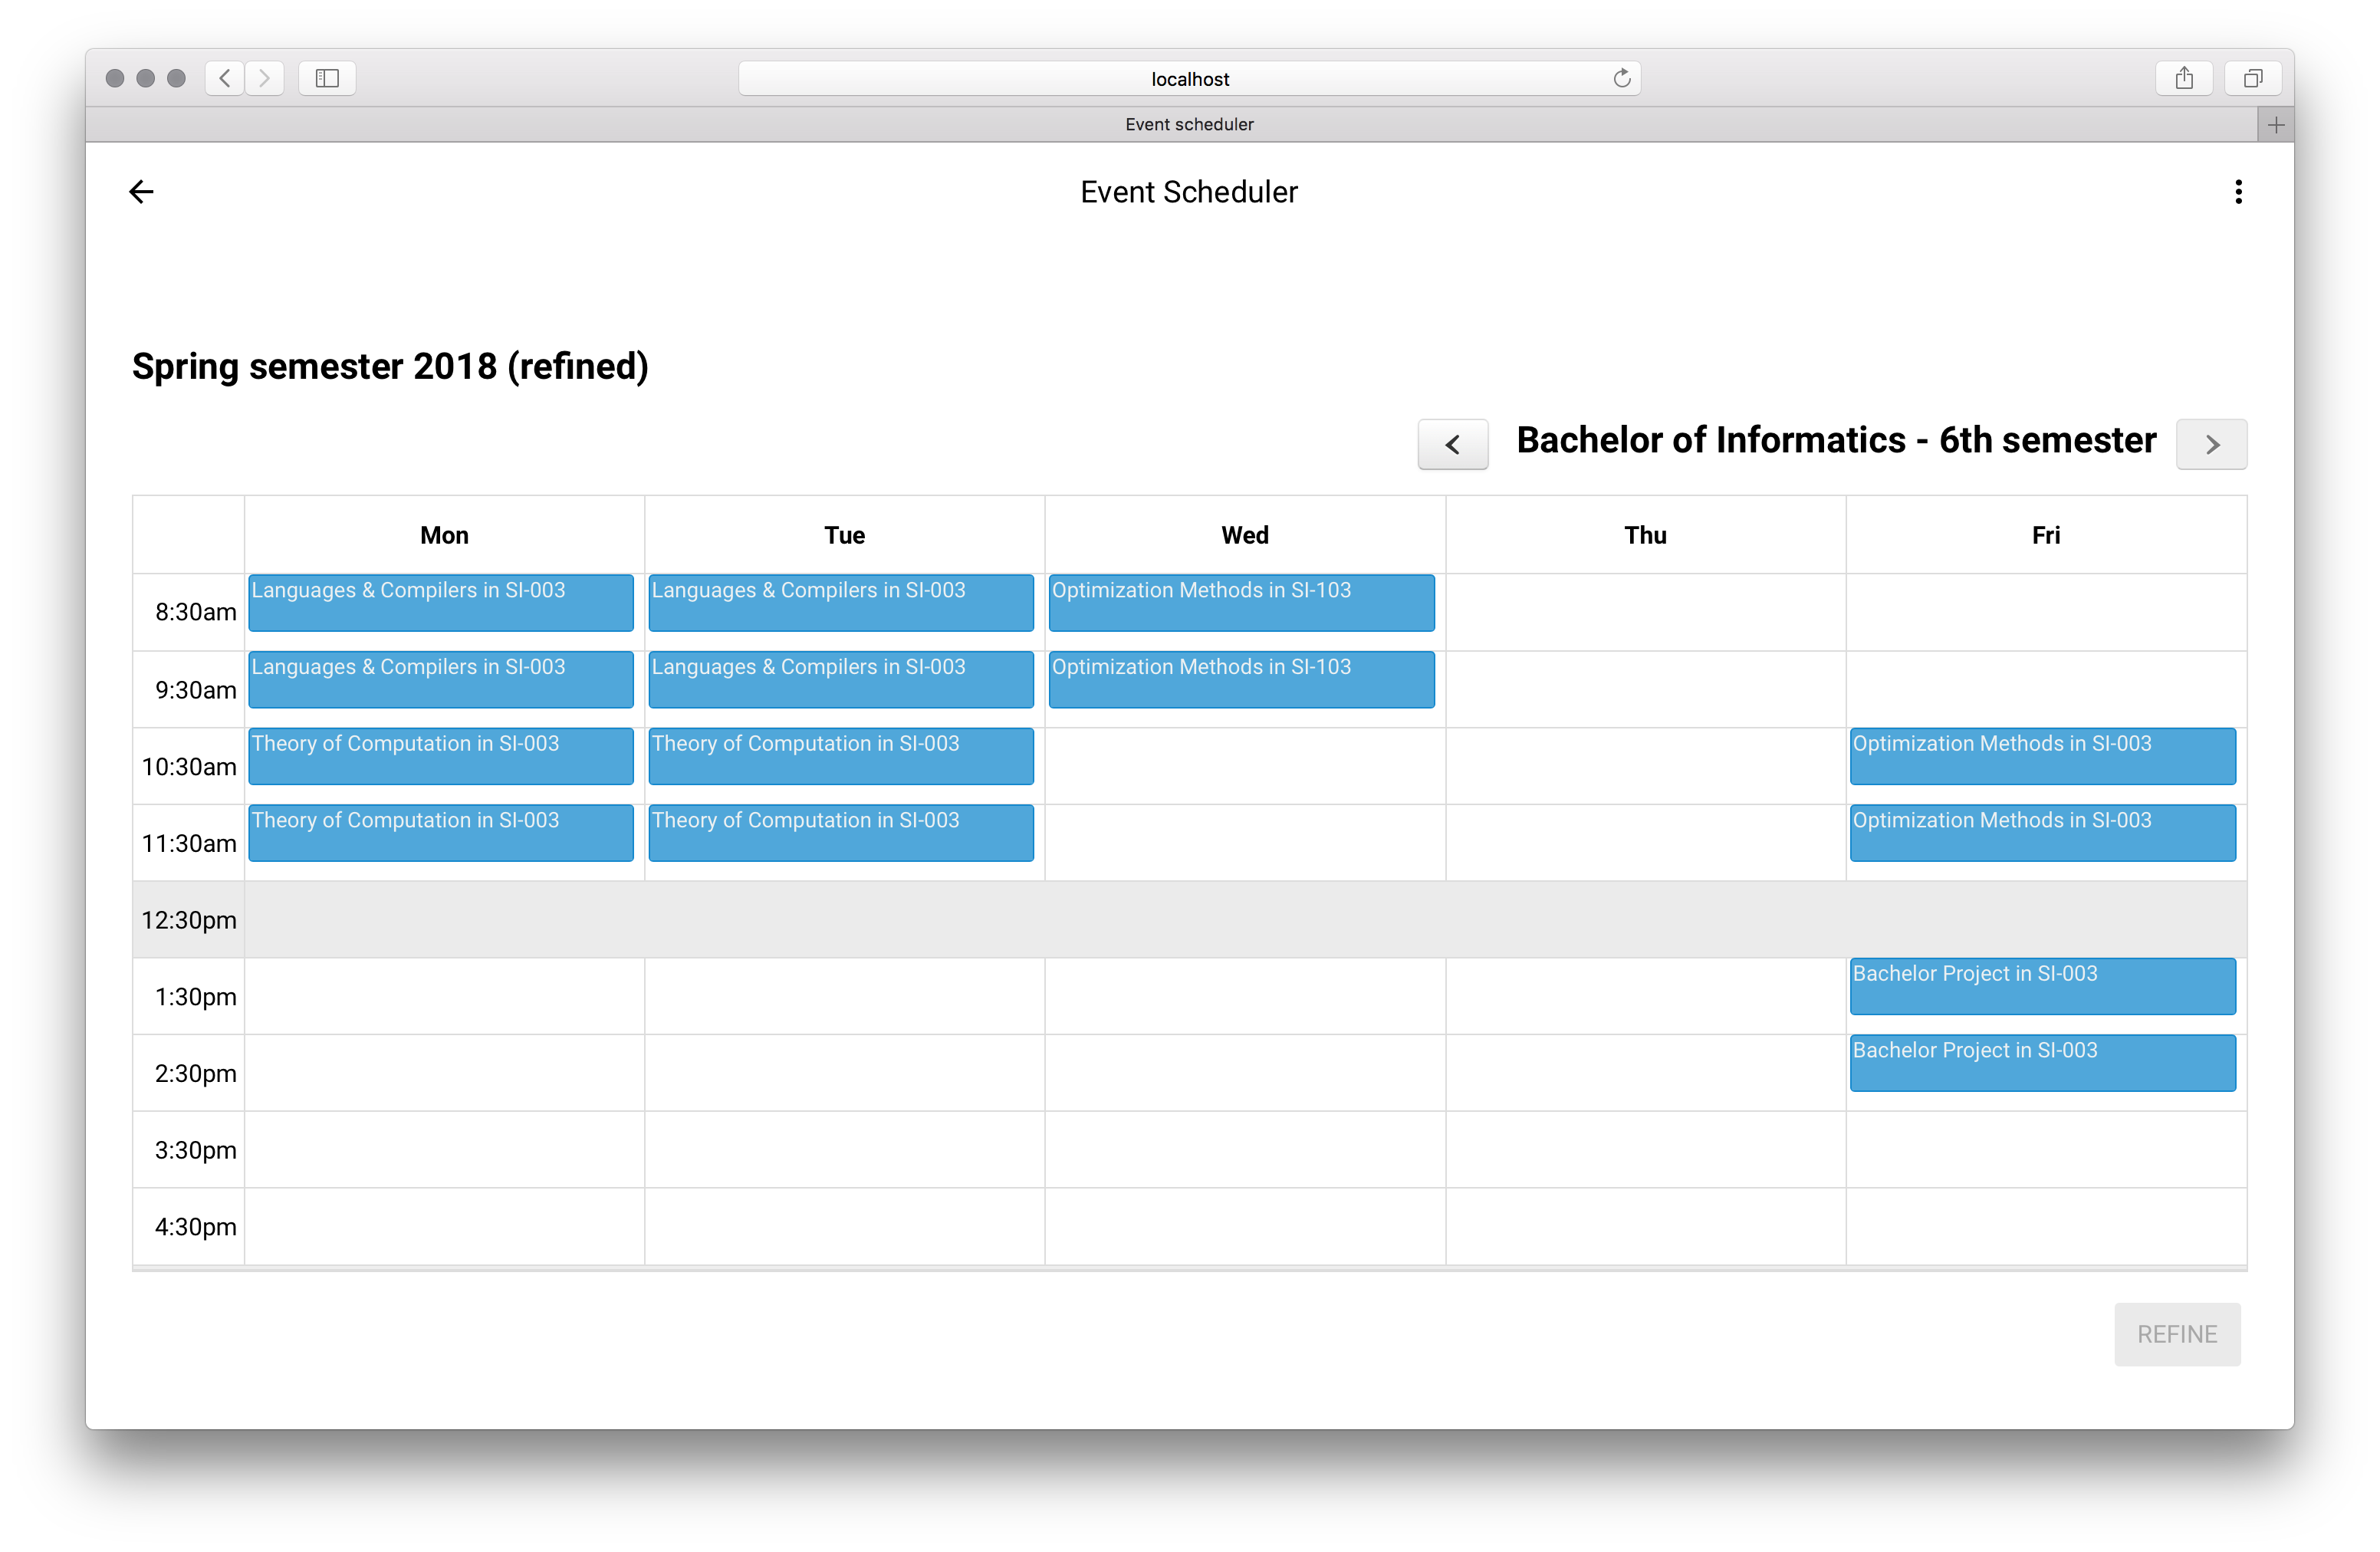 localhost
Event scheduler
Event Scheduler
Spring semester 2018 (refined)
Bachelor of Informatics - 6th semester
Mon Tue Wed Thu Fri
8:30am Languages & Compilers in SI-003 Languages & Compilers in SI-003 Optimization Methods in SI-103
9:30am Languages & Compilers in SI-003 Languages & Compilers in SI-003 Optimization Methods in SI-103
10:30am Theory of Computation in SI-003 Theory of Computation in SI-003 Optimization Methods in SI-003
11:30am Theory of Computation in SI-003 Theory of Computation in SI-003 Optimization Methods in SI-003
12:30pm
1:30pm Bachelor Project in SI-003
2:30pm Bachelor Project in SI-003
3:30pm
4:30pm
REFINE